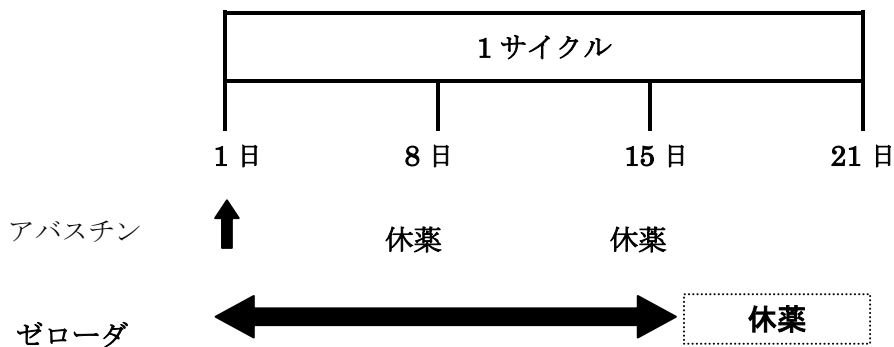 1 サイクル
1 日 8 日 15 日 21 日
アバスチン 休薬 休薬
ゼローダ 休薬